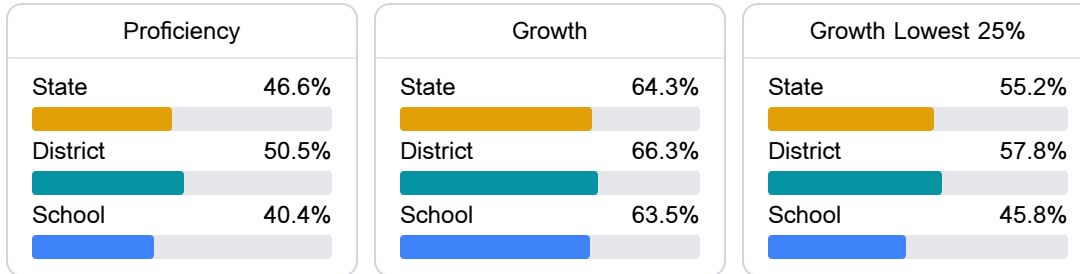 Proficiency
State 46.6%
District 50.5%
School 40.4%
Growth
State 64.3%
District 66.3%
School 63.5%
Growth Lowest 25%
State 55.2%
District 57.8%
School 45.8%